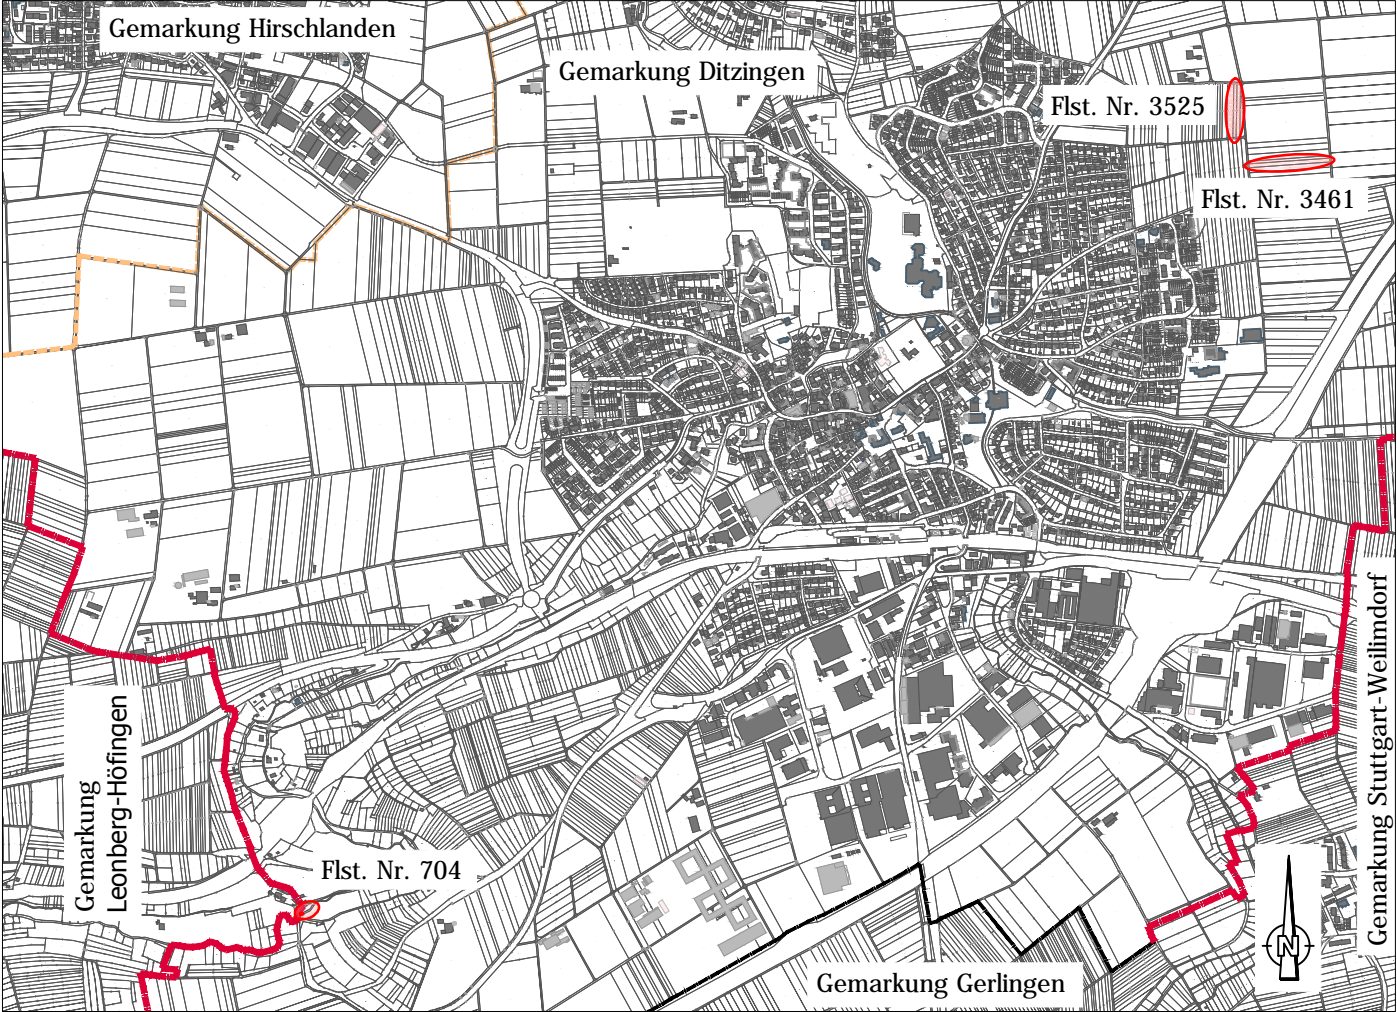 Gemarkung Hirschlanden
Gemarkung Ditzingen
Flst. Nr. 3525
Flst. Nr. 3461
Gemarkung
Leonberg-Höfingen
Flst. Nr. 704
Gemarkung Stuttgart-Weilimdorf
Gemarkung Gerlingen
N